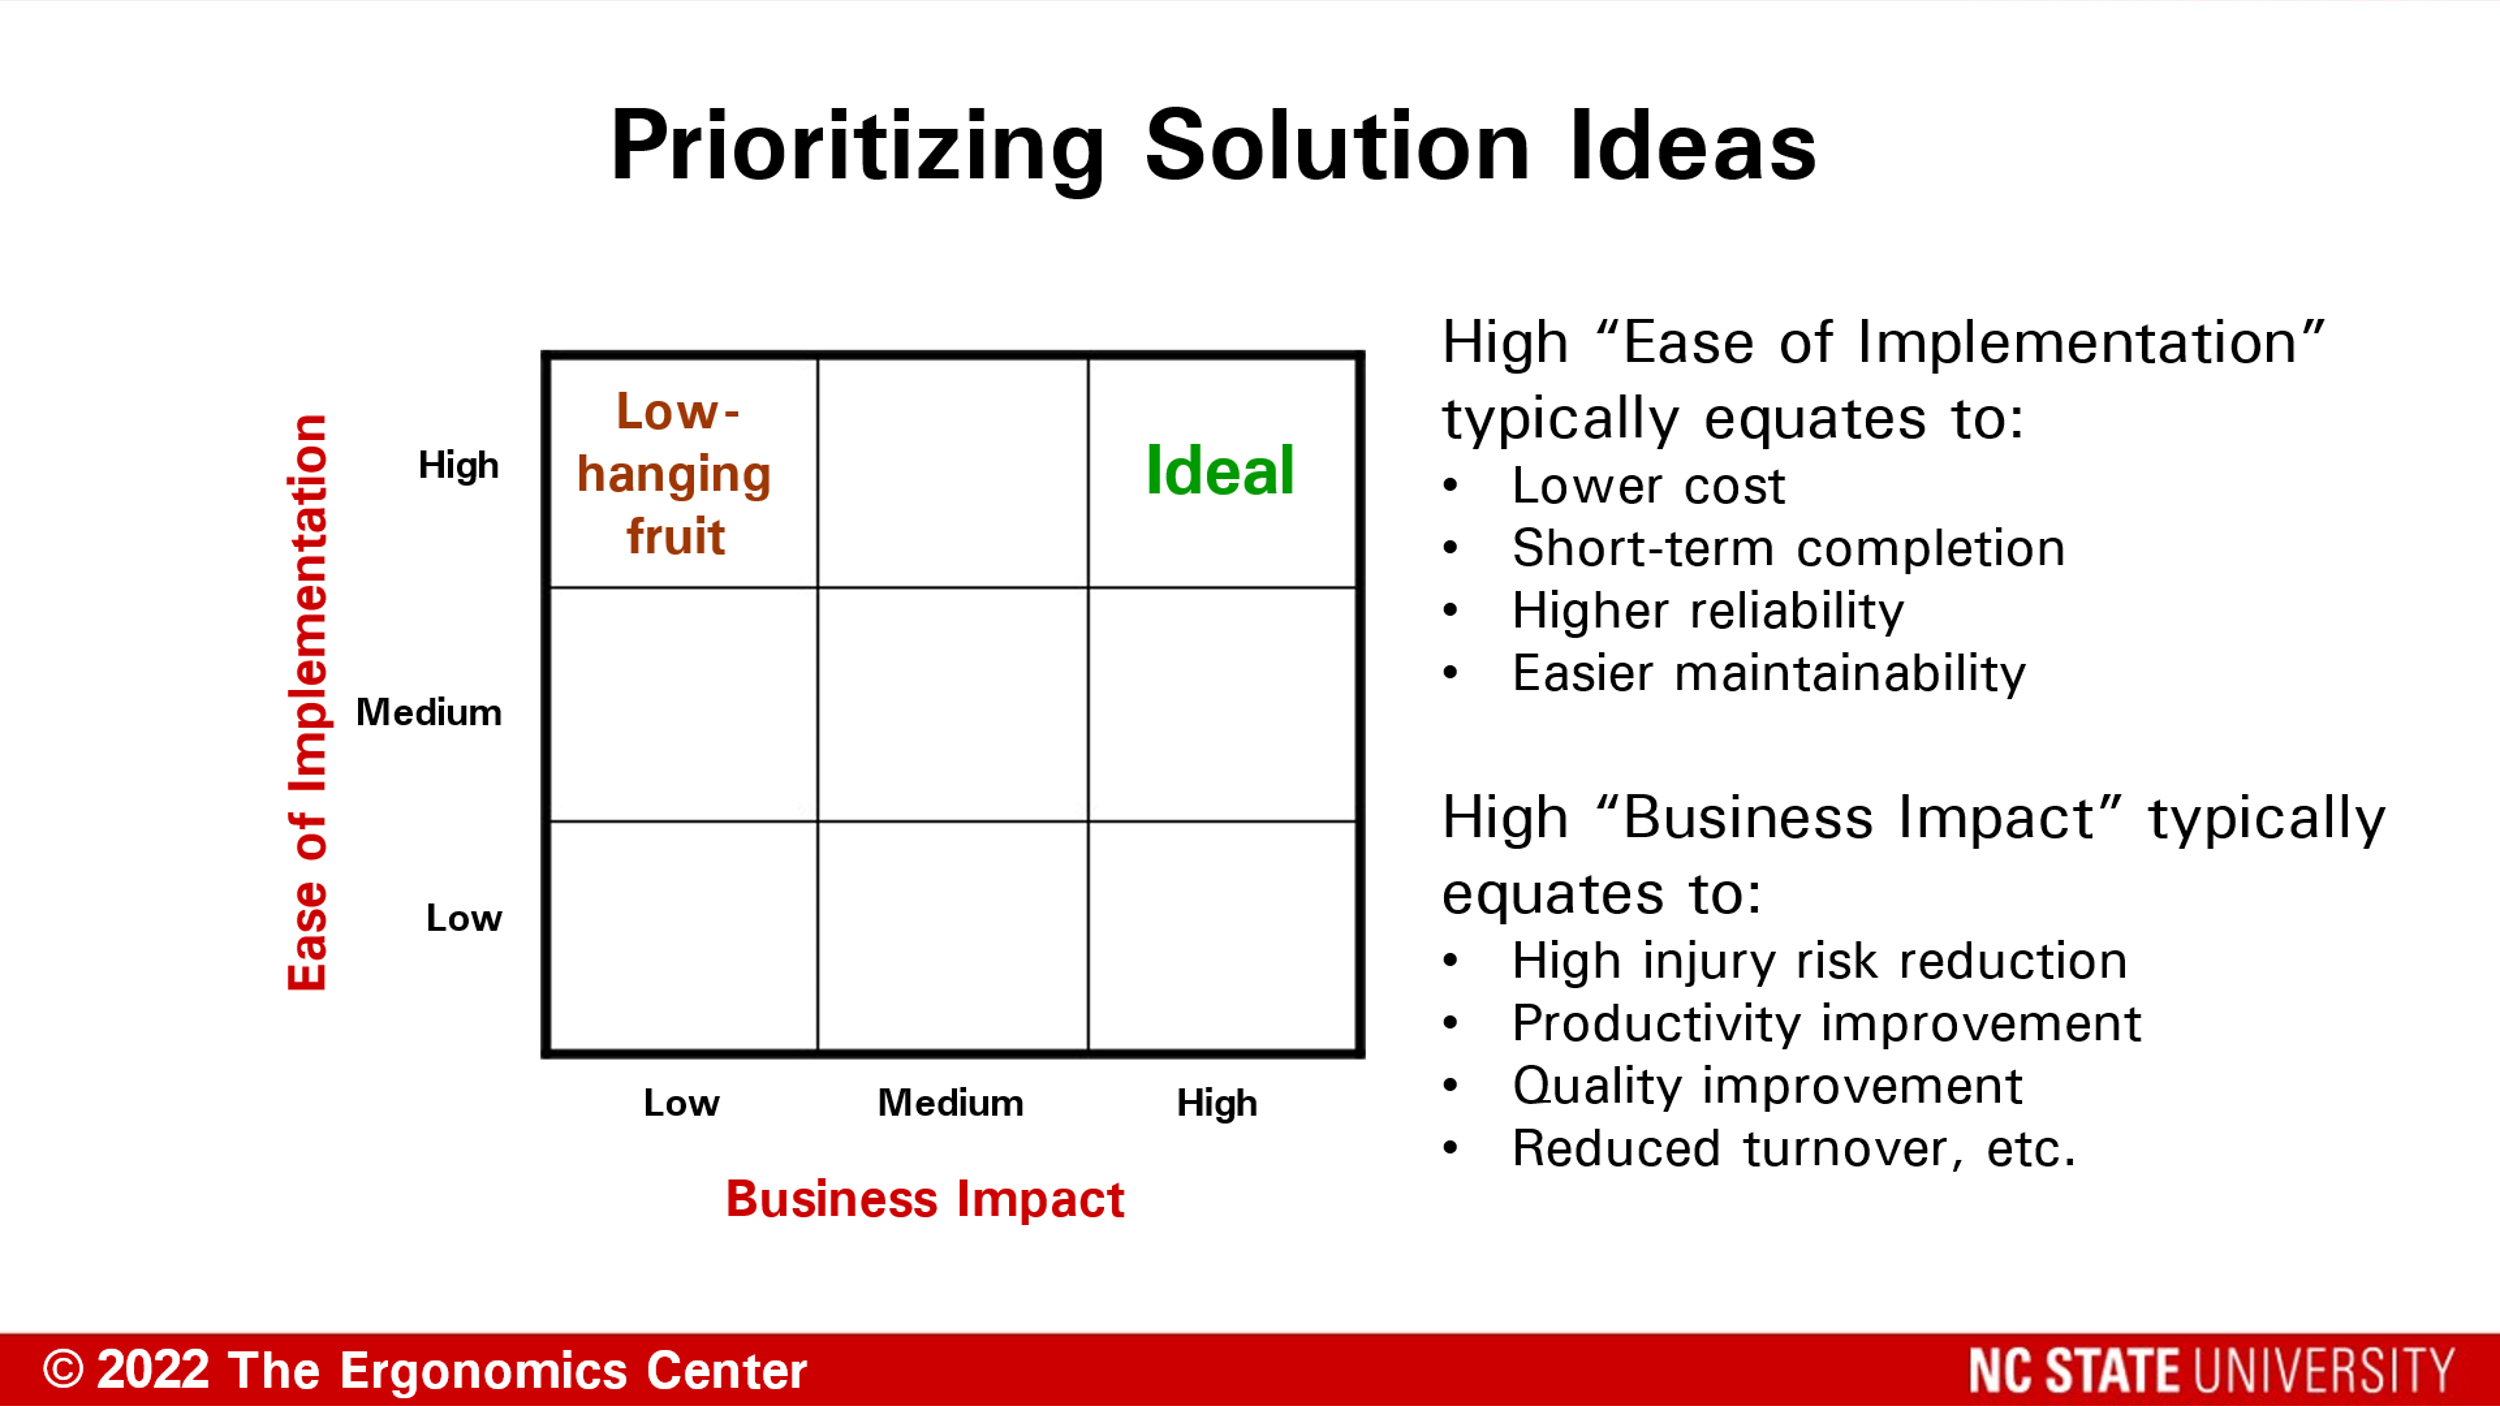 Prioritizing Solution Ideas
Ease of Implementation
High
Medium
Low
Low-
hanging
fruit
Ideal
Low
Medium
High
Business Impact
High “Ease of Implementation”
typically equates to:
• Lower cost
• Short-term completion
• Higher reliability
• Easier maintainability
High “Business Impact” typically
equates to:
• High injury risk reduction
• Productivity improvement
• Quality improvement
• Reduced turnover, etc.
© 2022 The Ergonomics Center
NC STATE UNIVERSITY